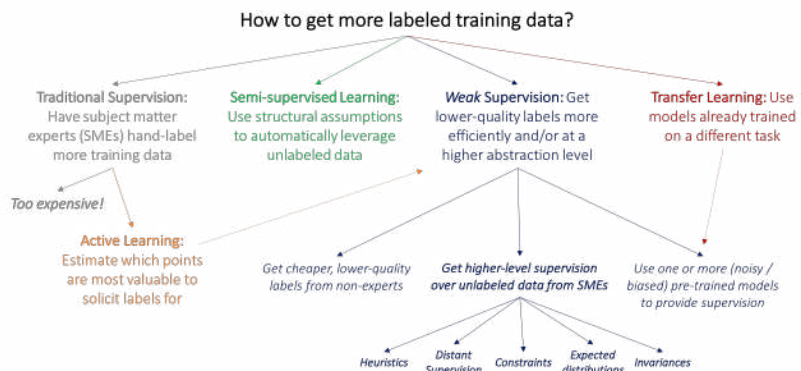 How to get more labeled training data?
Traditional Supervision:
Have subject matter
experts (SMEs) hand-label
more training data
Semi-supervised Learning:
Use structural assumptions
to automatically leverage
unlabeled data
Weak Supervision: Get
lower-quality labels more
efficiently and/or at a
higher abstraction level
Transfer Learning: Use
models already trained
on a different task
Too expensive!
Active Learning:
Estimate which points
are most valuable to
solicit labels for
Get cheaper, lower-quality
labels from non-experts
Get higher-level supervision
over unlabeled data from SMEs
Use one or more (noisy /
biased) pre-trained models
to provide supervision
Heuristics
Distant
Supervision
Constraints
Expected
distributions
Invariances